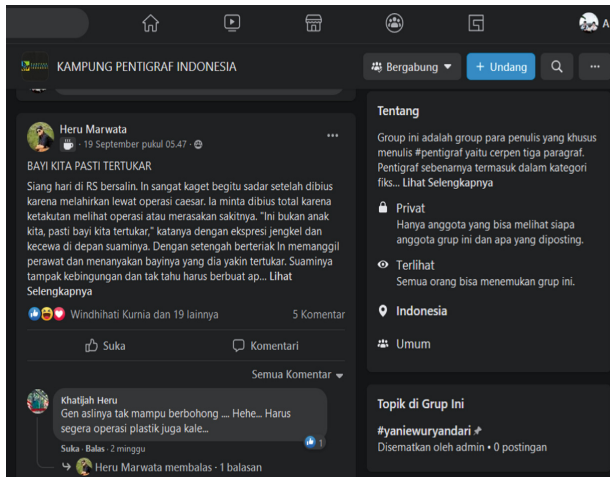 A
KAMPUNG PENTIGRAF INDONESIA
Bergabung
+ Undang
Heru Marwata
19 September pukul 05.47
BAYI KITA PASTI TERTUKAR
Siang hari di RS bersalin. In sangat kaget begitu sadar setelah dibius
karena melahirkan lewat operasi caesar. Ia minta dibius total karena
ketakutan melihat operasi atau merasakan sakitnya. "Ini bukan anak
kita, pasti bayi kita tertukar," katanya dengan ekspresi jengkel dan
kecewa di depan suaminya. Dengan setengah berteriak In memanggil
perawat dan menanyakan bayinya yang dia yakin tertukar. Suaminya
tampak kebingungan dan tak tahu harus berbuat ap... Lihat
Selengkapnya
Windhihati Kurnia dan 19 lainnya
5 Komentar
Suka
Komentari
Semua Komentar
Khatijah Heru
Gen aslinya tak mampu berbohong .... Hehe... Harus
segera operasi plastik juga kale...
1
Suka · Balas · 2 minggu
Heru Marwata membalas · 1 balasan
Tentang
Group ini adalah group para penulis yang khusus
menulis #pentigraf yaitu cerpen tiga paragraf.
Pentigraf sebenarnya termasuk dalam kategori
fiks... Lihat Selengkapnya
Privat
Hanya anggota yang bisa melihat siapa
anggota grup ini dan apa yang diposting.
Terlihat
Semua orang bisa menemukan grup ini.
Indonesia
Umum
Topik di Grup Ini
#yaniewuryandari
Disematkan oleh admin • 0 postingan